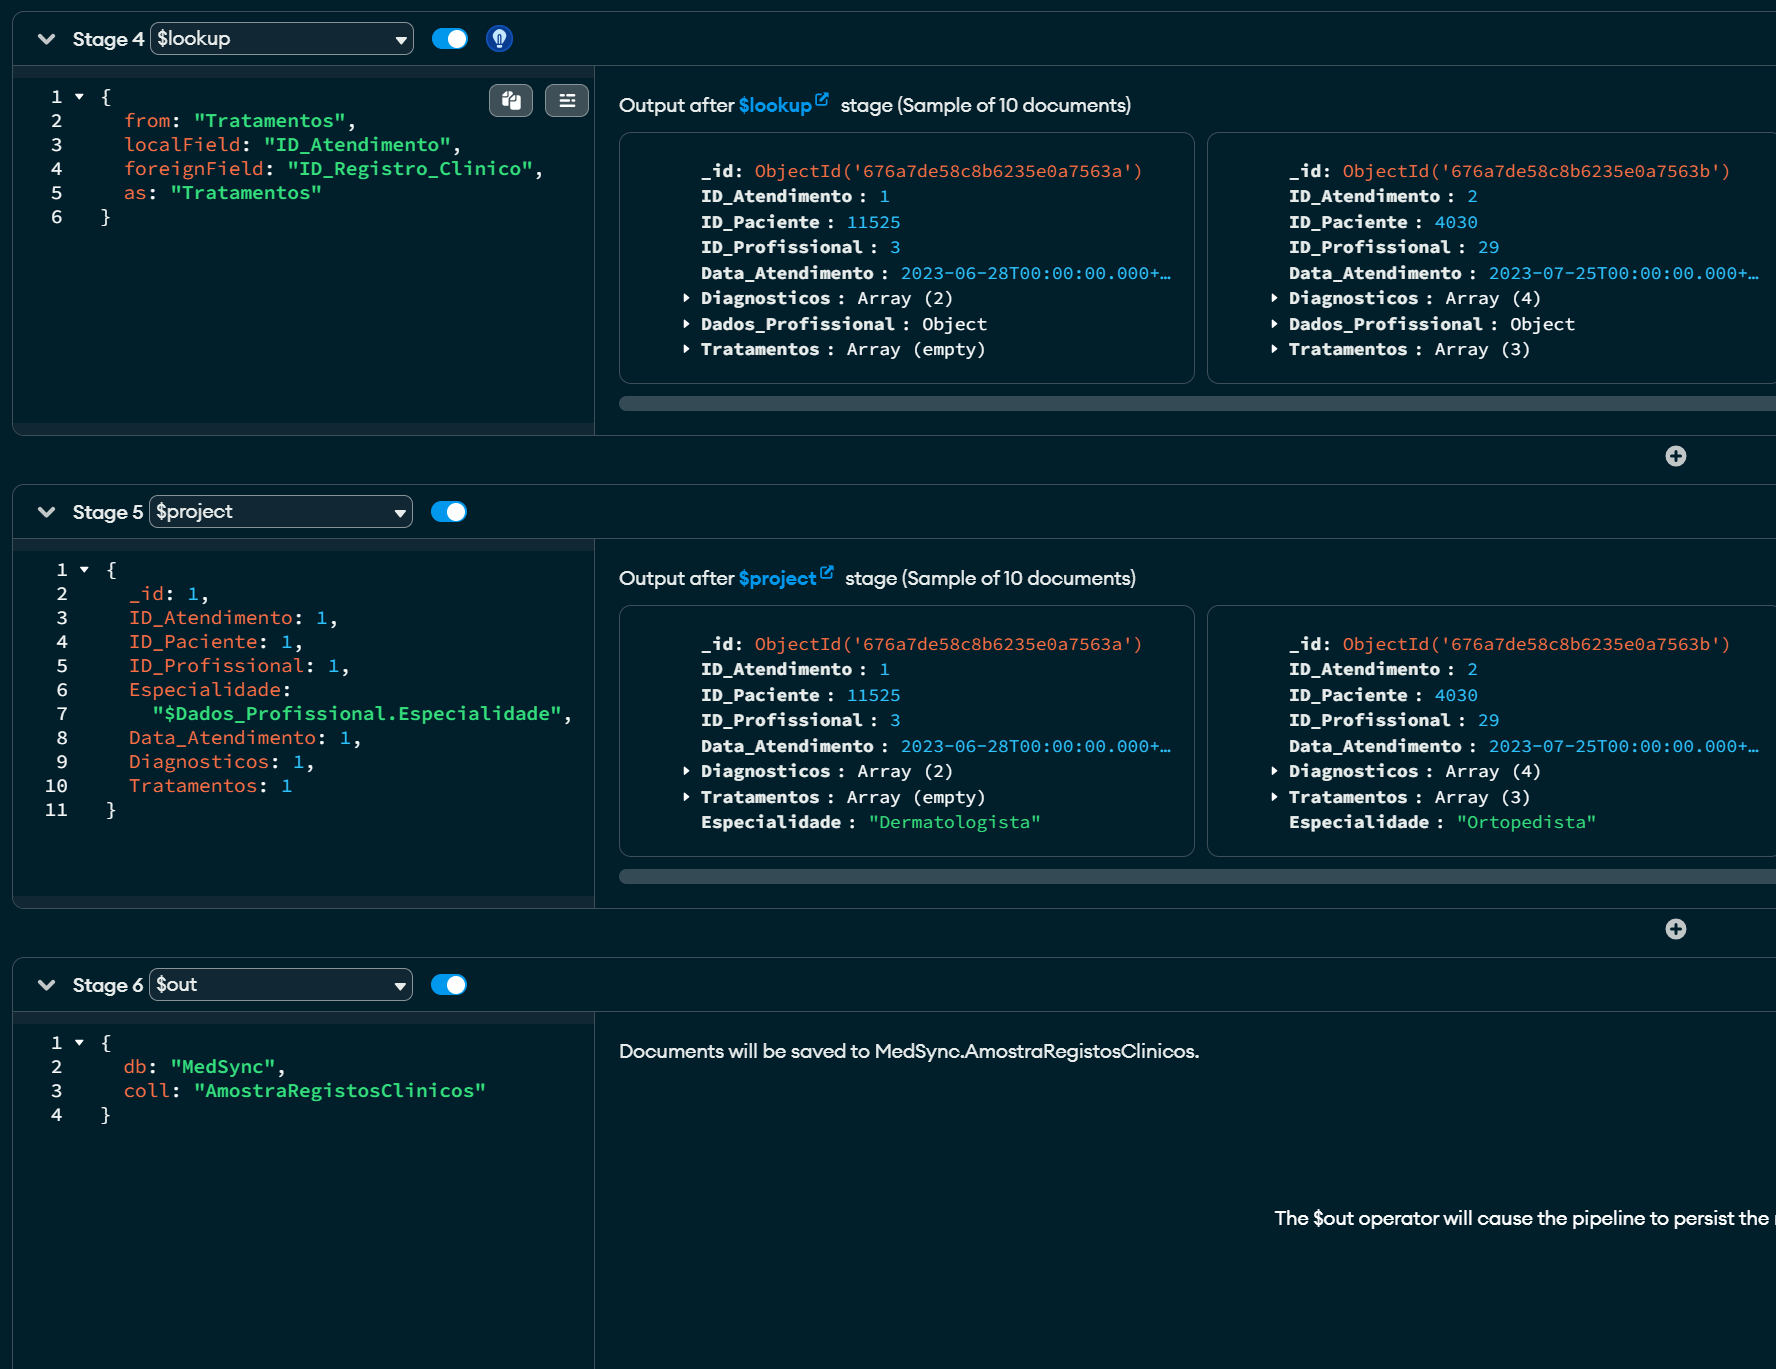 Stage 4 $lookup
1 {
2 from: "Tratamentos",
3 localField: "ID_Atendimento",
4 foreignField: "ID_Registro_Clinico",
5 as: "Tratamentos"
6 }
Output after $lookup stage (Sample of 10 documents)
_id: ObjectId('676a7de58c8b6235e0a7563a')
ID_Atendimento : 1
ID_Paciente : 11525
ID_Profissional : 3
Data_Atendimento : 2023-06-28T00:00:00.000+…
Diagnosticos : Array (2)
Dados_Profissional : Object
Tratamentos : Array (empty)
_id: ObjectId('676a7de58c8b6235e0a7563b')
ID_Atendimento : 2
ID_Paciente : 4030
ID_Profissional : 29
Data_Atendimento : 2023-07-25T00:00:00.000+…
Diagnosticos : Array (4)
Dados_Profissional : Object
Tratamentos : Array (3)
Stage 5 $project
1 {
2 _id: 1,
3 ID_Atendimento: 1,
4 ID_Paciente: 1,
5 ID_Profissional: 1,
6 Especialidade:
7 "$Dados_Profissional.Especialidade",
8 Data_Atendimento: 1,
9 Diagnosticos: 1,
10 Tratamentos: 1
11 }
Output after $project stage (Sample of 10 documents)
_id: ObjectId('676a7de58c8b6235e0a7563a')
ID_Atendimento : 1
ID_Paciente : 11525
ID_Profissional : 3
Data_Atendimento : 2023-06-28T00:00:00.000+…
Diagnosticos : Array (2)
Tratamentos : Array (empty)
Especialidade : "Dermatologista"
_id: ObjectId('676a7de58c8b6235e0a7563b')
ID_Atendimento : 2
ID_Paciente : 4030
ID_Profissional : 29
Data_Atendimento : 2023-07-25T00:00:00.000+…
Diagnosticos : Array (4)
Tratamentos : Array (3)
Especialidade : "Ortopedista"
Stage 6 $out
1 {
2 db: "MedSync",
3 coll: "AmostraRegistosClinicos"
4 }
Documents will be saved to MedSync.AmostraRegistosClinicos.
The $out operator will cause the pipeline to persist the